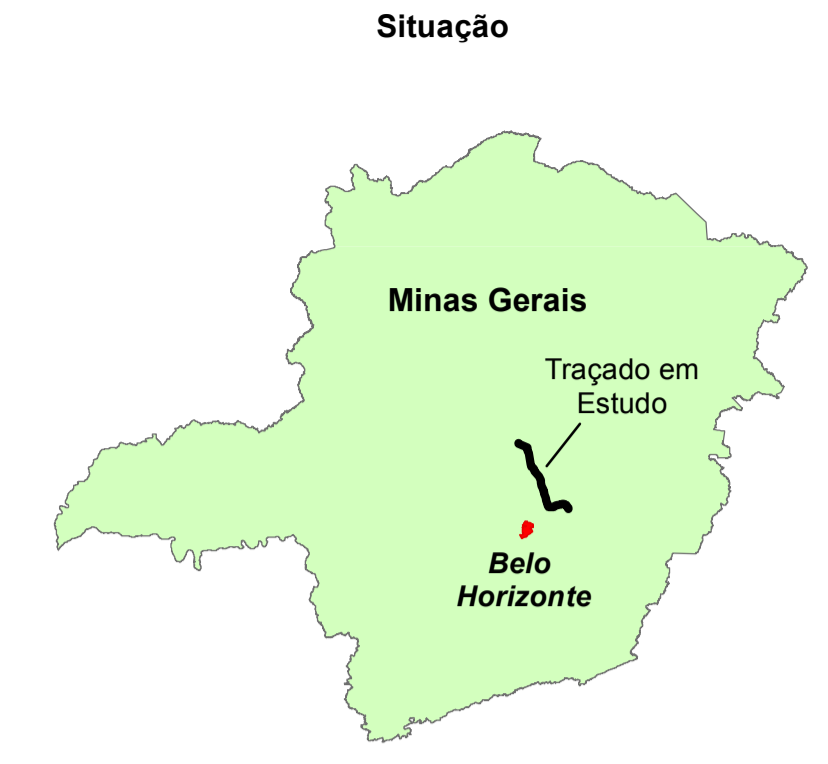 Situação
Minas Gerais
Traçado em
Estudo
Belo
Horizonte